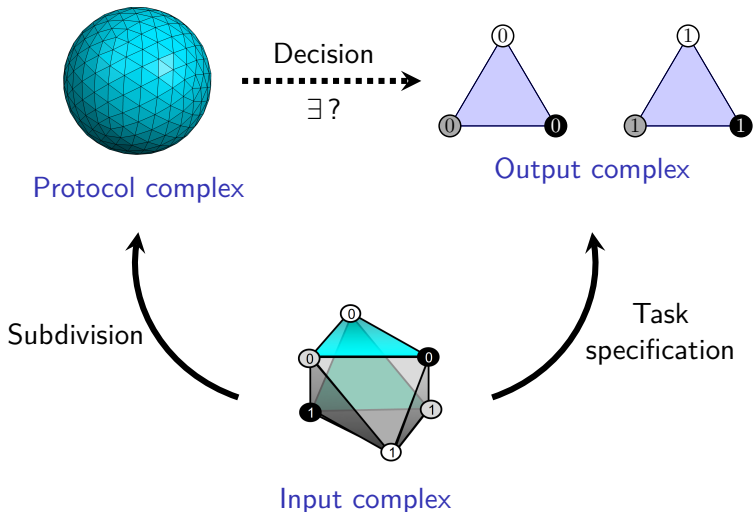 Decision
∃ ?
0
0 0
1
1 1
Protocol complex
Output complex
Subdivision
Task
specification
0
0 0
1 1
1
Input complex